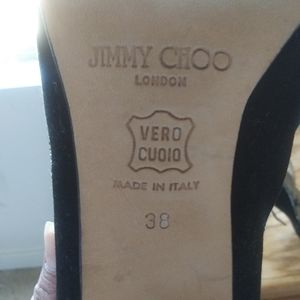 JIMMY CHOO
LONDON
VERO
CUOIO
MADE IN ITALY
38